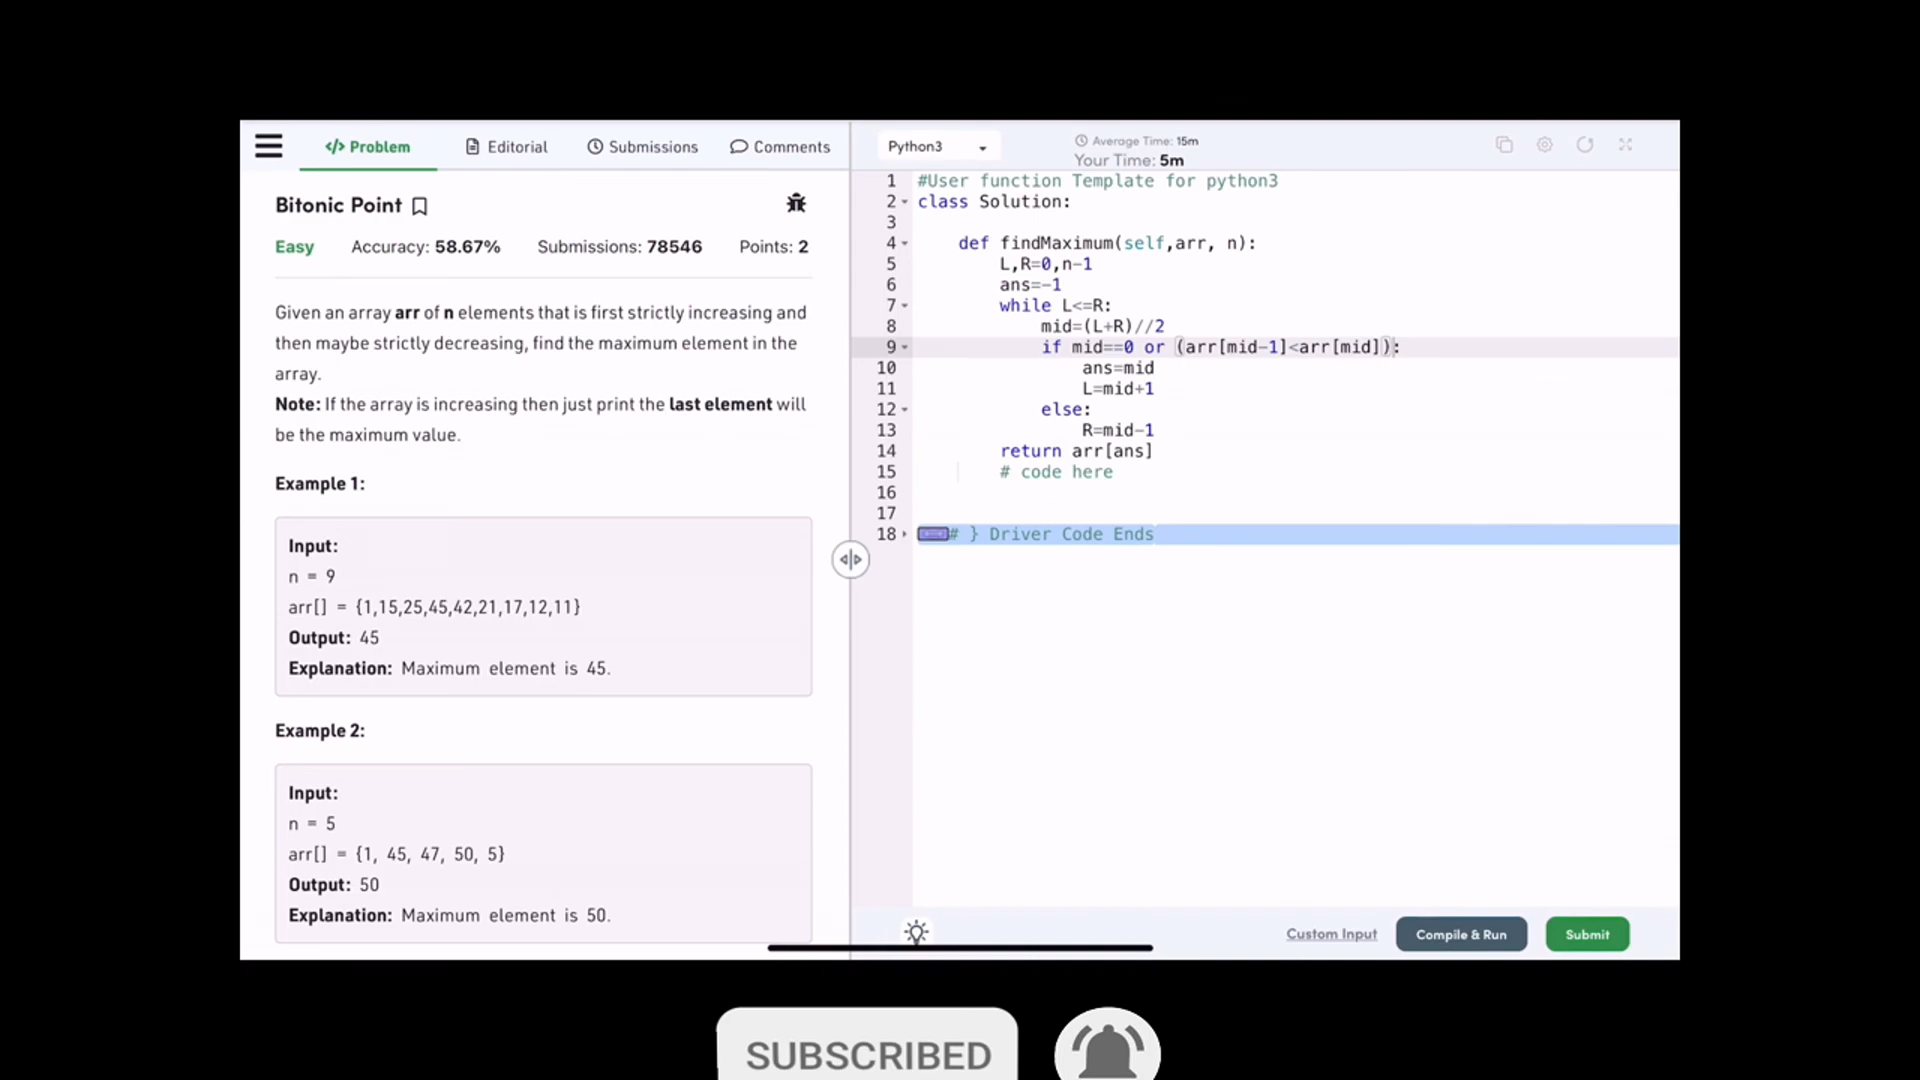 </> Problem
Editorial
Submissions
Comments
Bitonic Point
Easy Accuracy: 58.67% Submissions: 78546 Points: 2
Given an array arr of n elements that is first strictly increasing and
then maybe strictly decreasing, find the maximum element in the
array.
Note: If the array is increasing then just print the last element will
be the maximum value.
Example 1:
Input:
n = 9
arr[] = {1,15,25,45,42,21,17,12,11}
Output: 45
Explanation: Maximum element is 45.
Example 2:
Input:
n = 5
arr[] = {1, 45, 47, 50, 5}
Output: 50
Explanation: Maximum element is 50.
Python3
Average Time: 15m
Your Time: 5m
1 #User function Template for python3
2 class Solution:
3
4 def findMaximum(self,arr, n):
5 L,R=0,n-1
6 ans=-1
7 while L<=R:
8 mid=(L+R)//2
9 if mid==0 or (arr[mid-1]<arr[mid]):
10 ans=mid
11 L=mid+1
12 else:
13 R=mid-1
14 return arr[ans]
15 # code here
16
17
18 # } Driver Code Ends
Custom Input
Compile & Run
Submit
SUBSCRIBED